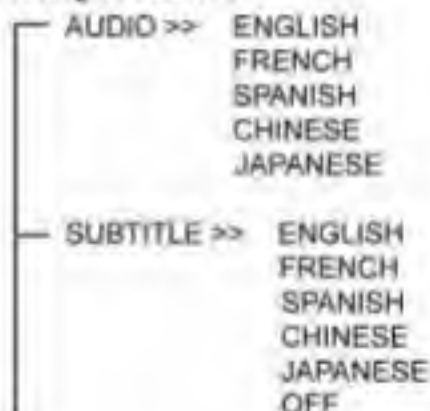 AUDIO >> ENGLISH
FRENCH
SPANISH
CHINESE
JAPANESE
SUBTITLE >> ENGLISH
FRENCH
SPANISH
CHINESE
JAPANESE
OFF